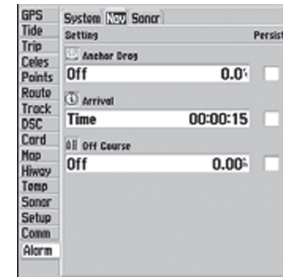 GPS
Tide
Trip
Celes
Points
Route
Track
DSC
Card
Map
Hiway
Temp
Sonar
Setup
Comm
Alarm
System Nav Sonar
Setting Persist
Anchor Drag
Off 0.0
Arrival
Time 00:00:15
Off Course
Off 0.00